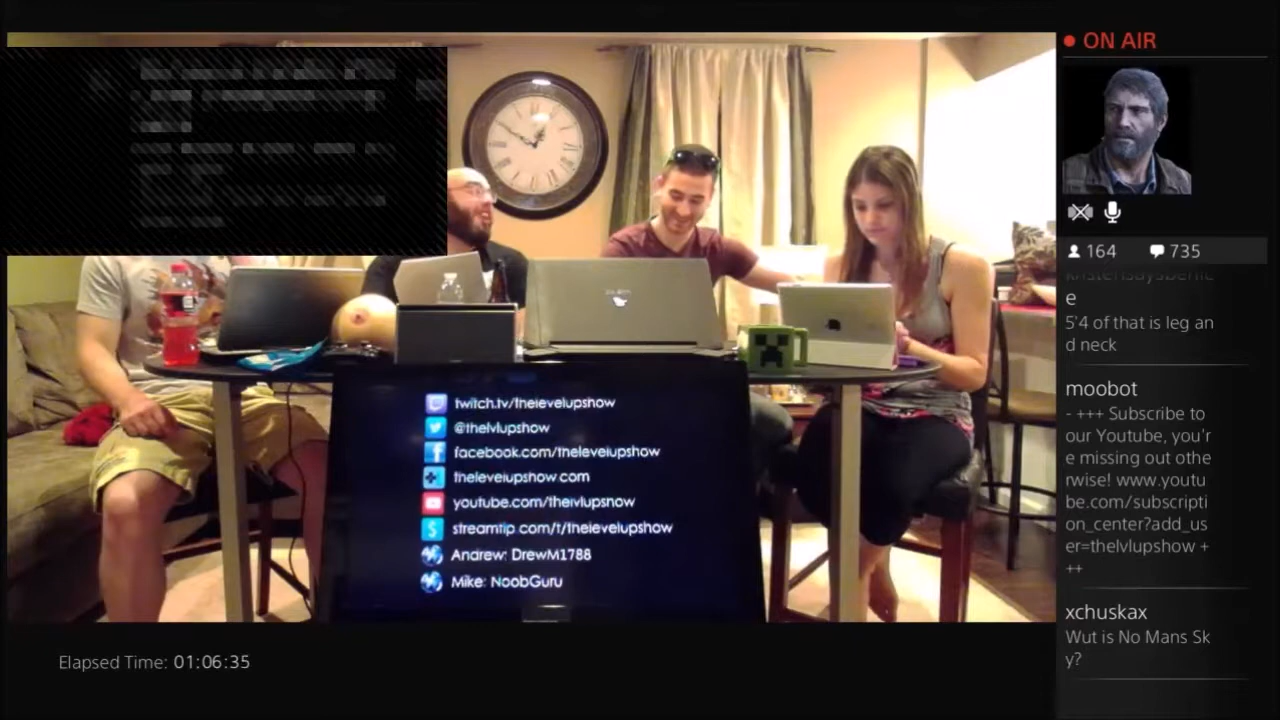 ON AIR
164
735
e
5'4 of that is leg an
d neck
moobot
- +++ Subscribe to
our Youtube, you'r
e missing out othe
rwise! www.youtu
be.com/subscripti
on_center?add_us
er=thelvlupshow +
++
xchuskax
Wut is No Mans Sk
y?
twitch.tv/thelevelupshow
@thelvlupshow
facebook.com/thelevelupshow
thelevelupshow.com
youtube.com/thelvlupshow
streamtip.com/t/thelevelupshow
Andrew: DrewM1788
Mike: NoobGuru
Elapsed Time: 01:06:35